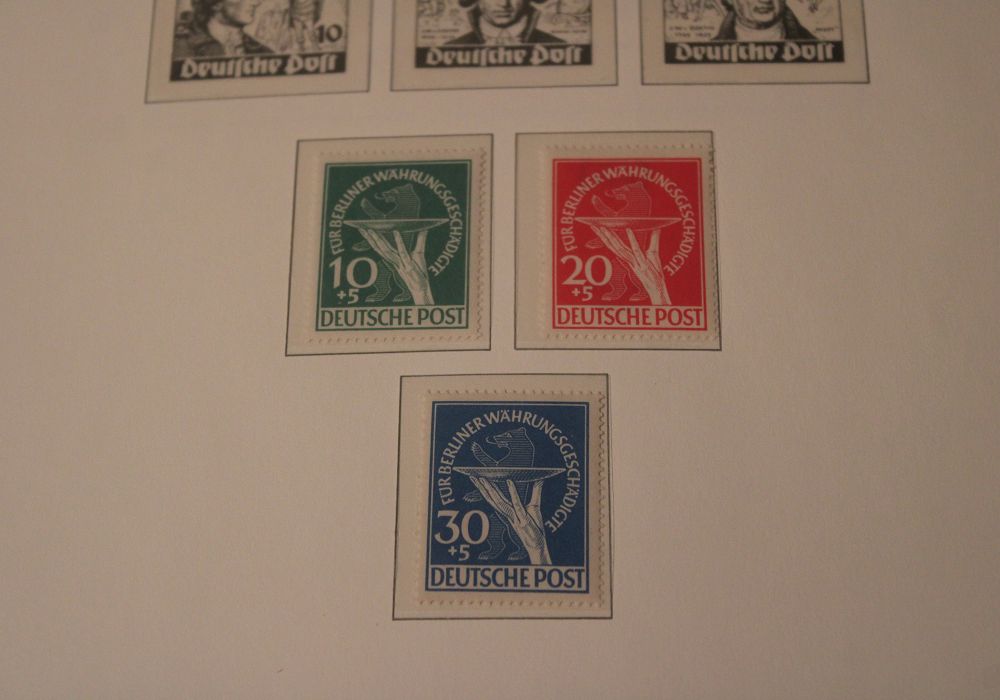 10
Deutsche Post
Deutsche Post
Deutsche Post
FÜR BERLINER WÄHRUNGSGESCHÄDIGTE
10
+5
DEUTSCHE POST
FÜR BERLINER WÄHRUNGSGESCHÄDIGTE
20
+5
DEUTSCHE POST
FÜR BERLINER WÄHRUNGSGESCHÄDIGTE
30
+5
DEUTSCHE POST